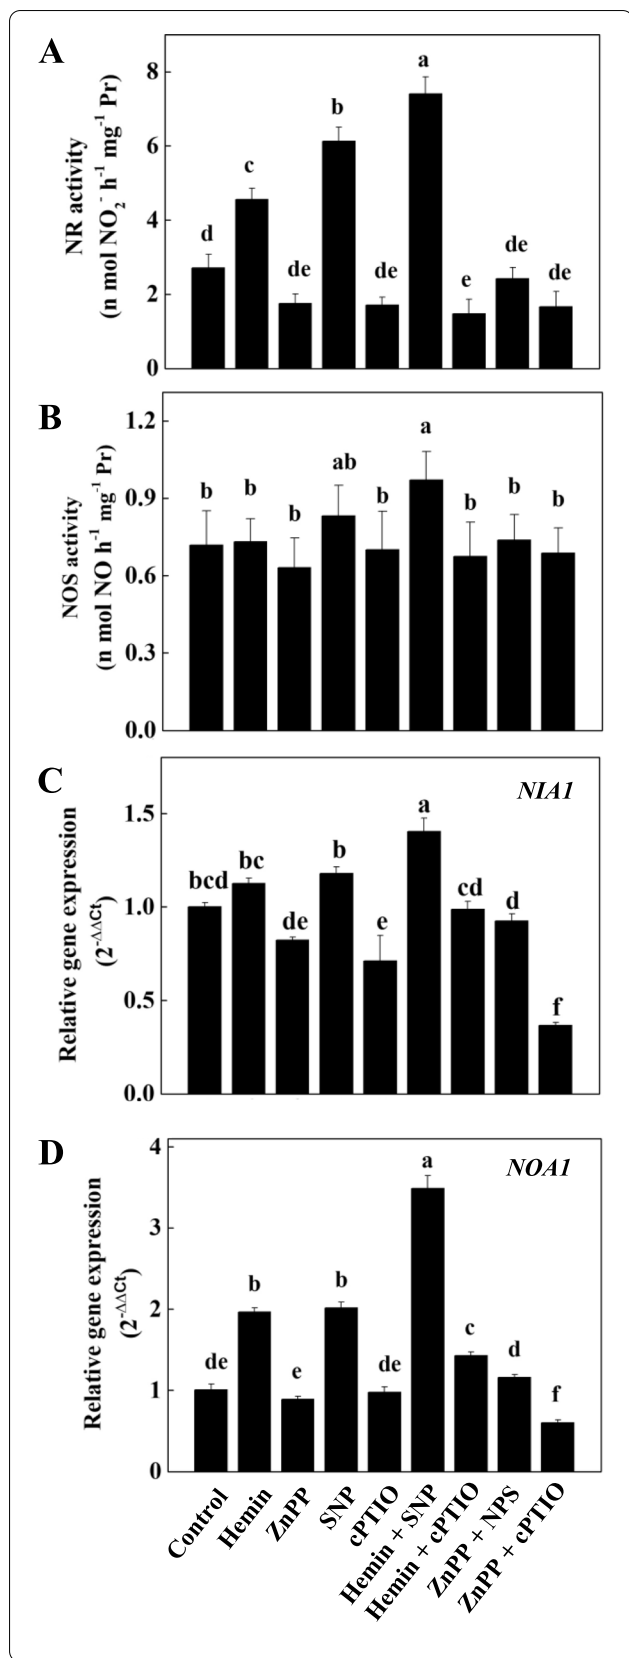 A
NR activity
(n mol NO2- h-1 mg-1 Pr)
8
6
4
2
0
d
c
de
b
de
a
e
de
de
B
NOS activity
(n mol NO h-1 mg-1 Pr)
1.2
0.9
0.6
0.3
0.0
b
b
b
ab
b
a
b
b
b
C
NIA1
Relative gene expression
(2-ΔΔCt)
1.5
1.0
0.5
0.0
bcd
bc
de
b
e
a
cd
d
f
D
NOA1
Relative gene expression
(2-ΔΔCt)
4
3
2
1
0
de
b
e
b
de
a
c
d
f
Control
Hemin
ZnPP
SNP
cPTIO
Hemin + SNP
Hemin + cPTIO
ZnPP + NPS
ZnPP + cPTIO